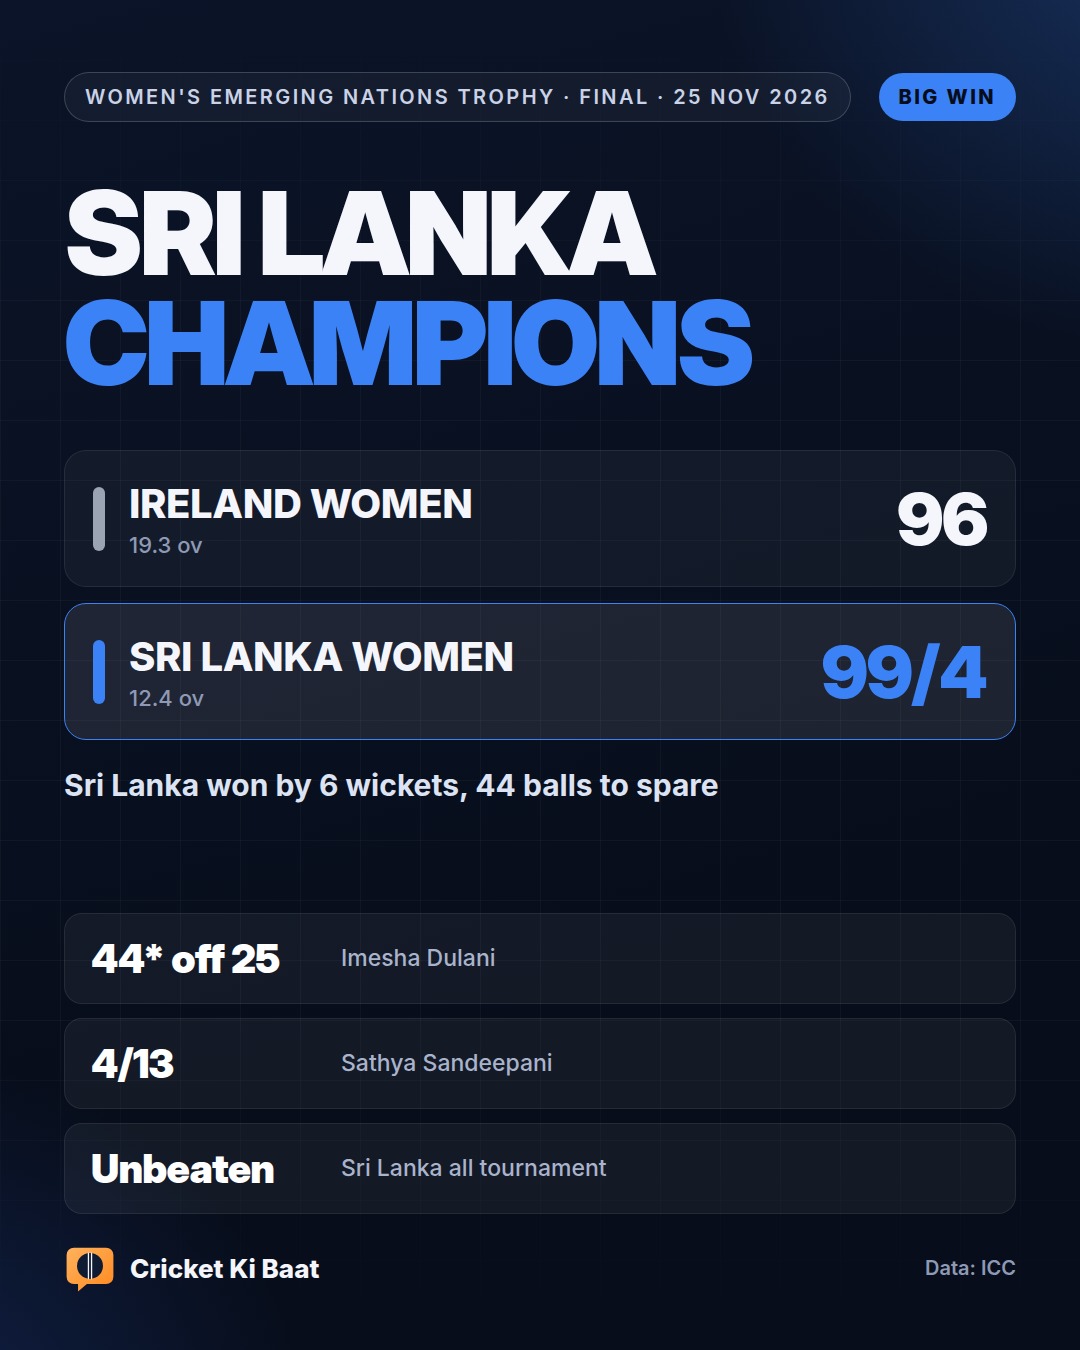 WOMEN'S EMERGING NATIONS TROPHY · FINAL · 25 NOV 2026
BIG WIN
SRI LANKA
CHAMPIONS
IRELAND WOMEN
19.3 ov
96
SRI LANKA WOMEN
12.4 ov
99/4
Sri Lanka won by 6 wickets, 44 balls to spare
44* off 25
Imesha Dulani
4/13
Sathya Sandeepani
Unbeaten
Sri Lanka all tournament
Cricket Ki Baat
Data: ICC